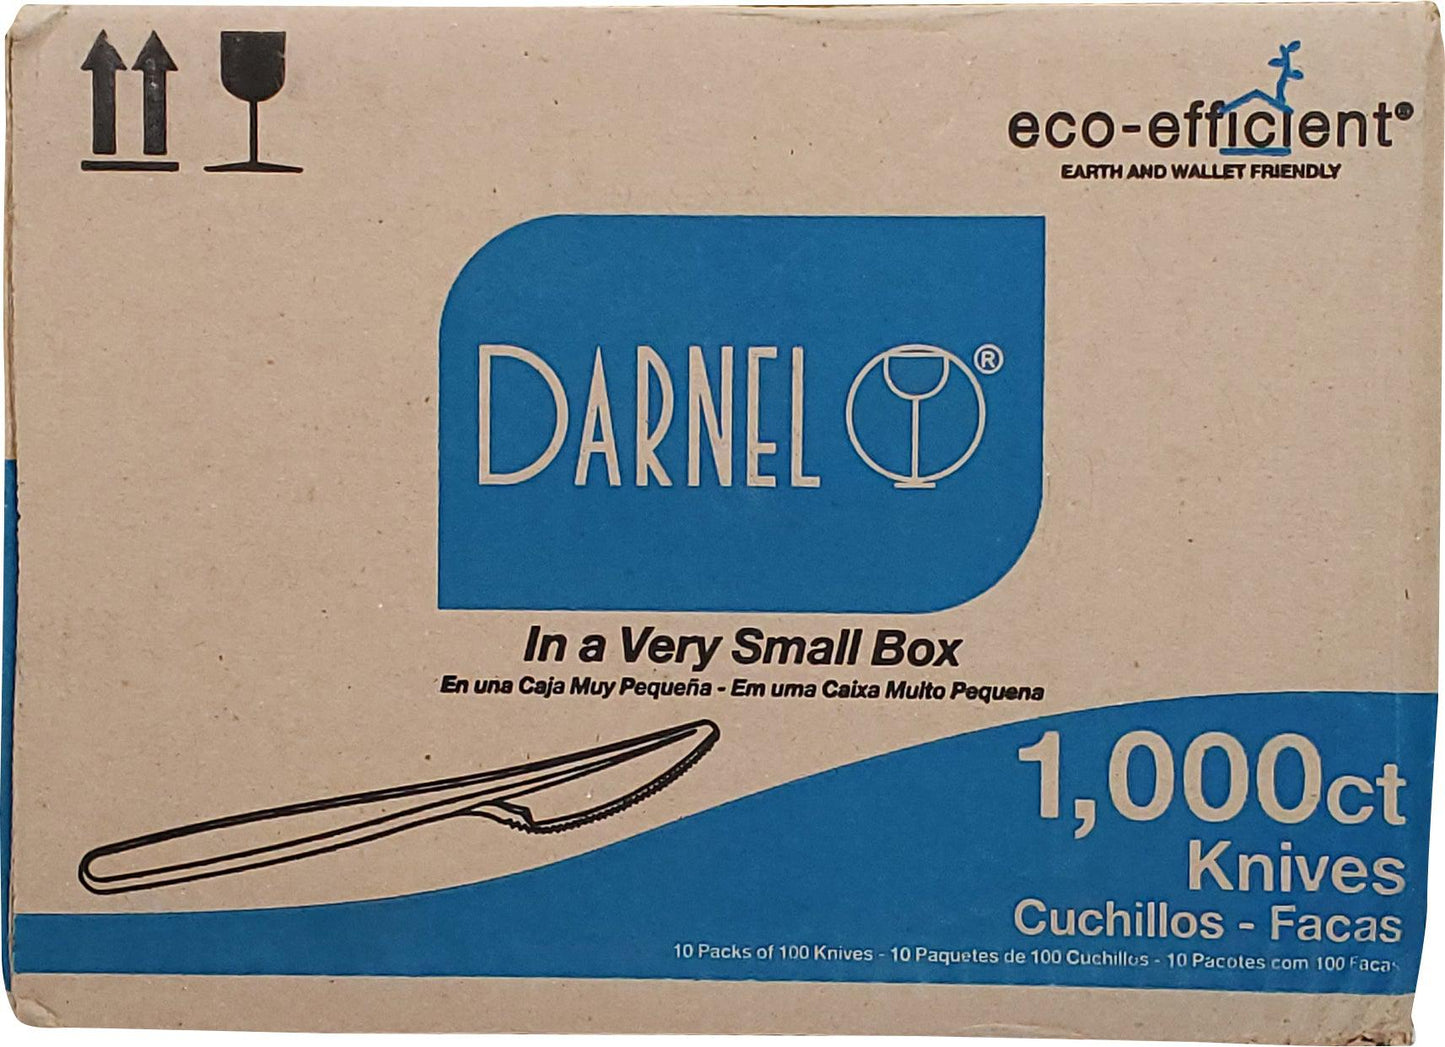 eco-efficient®
EARTH AND WALLET FRIENDLY
DARNEL ®
In a Very Small Box
En una Caja Muy Pequeña - Em uma Caixa Muito Pequena
1,000ct
Knives
Cuchillos - Facas
10 Packs of 100 Knives - 10 Paquetes de 100 Cuchillos - 10 Pacotes com 100 Facas